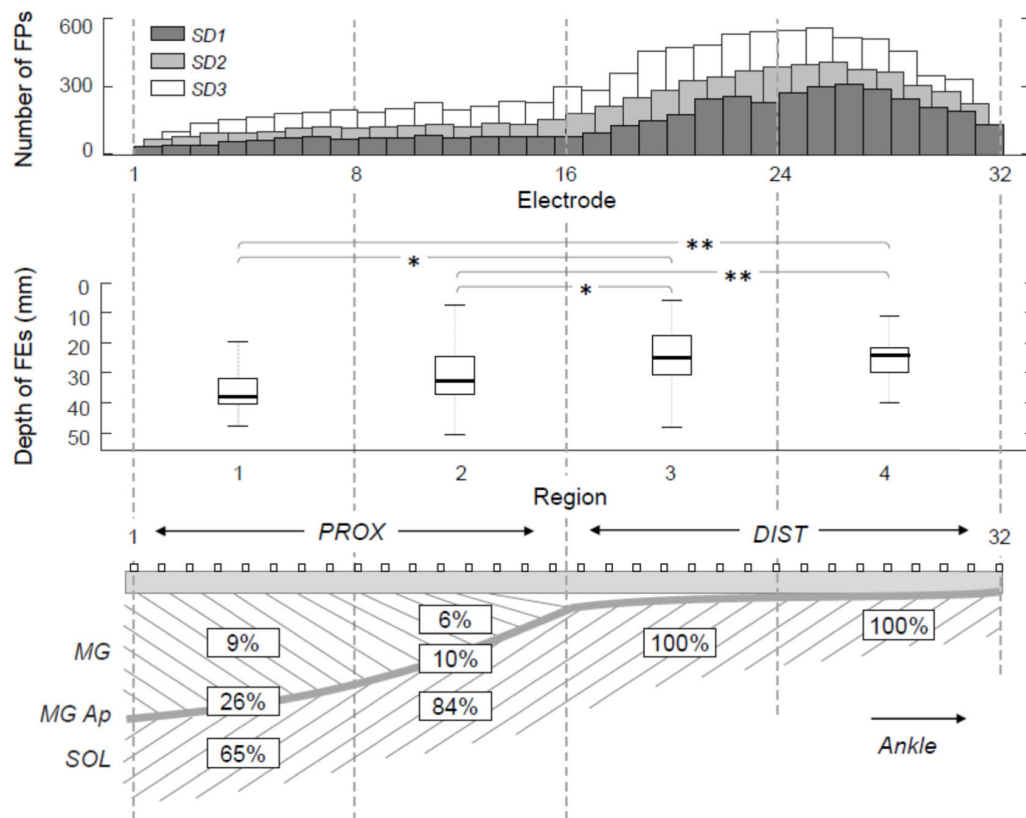 Number of FPs
600
300
0
SD1
SD2
SD3
1 8 16 24 32
Electrode
**
*
**
*
Depth of FEs (mm)
0
10
20
30
40
50
1 2 3 4
Region
1 PROX DIST 32
6%
MG 9% 100% 100%
10%
MG Ap 26% 84%
SOL 65% Ankle